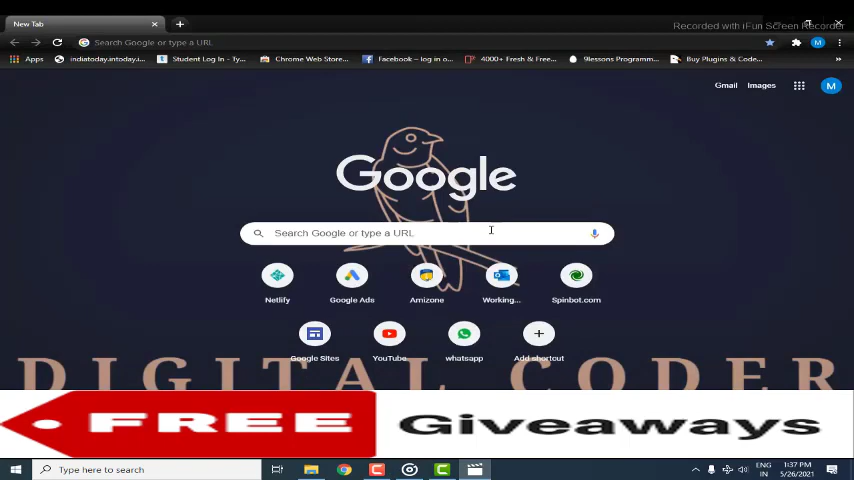 New Tab
Recorded with iFun Screen Recorder
Search Google or type a URL
Apps indiatoday.intoday.i... Student Log In - Ty... Chrome Web Store... Facebook – log in o... 4000+ Fresh & Free... 9lessons Programm... Buy Plugins & Code... »
Gmail Images M
Google
Search Google or type a URL
Netlify Google Ads Amizone Working... Spinbot.com
Google Sites YouTube whatsapp Add shortcut
DIGITAL CODER
FREE Giveaways
Type here to search
ENG 1:37 PM
IN 5/26/2021